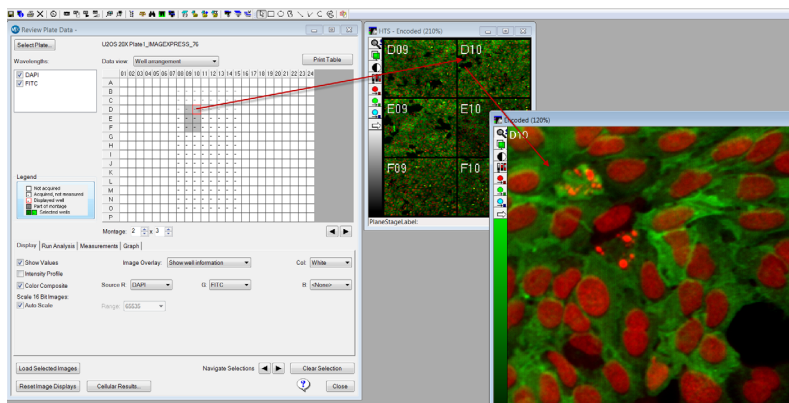 Review Plate Data -
Select Plate...
U2OS 20X Plate1_IMAGEXPRESS_76
Wavelengths:
Data view: Well arrangement
Print Table
DAPI
FITC
01 02 03 04 05 06 07 08 09 10 11 12 13 14 15 16 17 18 19 20 21 22 23 24
A
B
C
D
E
F
G
H
I
J
K
L
M
N
O
P
Legend
Not acquired
Acquired, not measured
Displayed well
Part of montage
Selected wells
Montage: 2 x 3
Display Run Analysis Measurements Graph
Show Values
Image Overlay: Show well information
Col: White
Intensity Profile
Color Composite
Source R: DAPI
G: FITC
B: <None>
Scale 16 Bit Images:
Auto Scale
Range: 65535
Load Selected Images
Navigate Selections
Clear Selection
Reset Image Displays
Cellular Results...
Close
HTS - Encoded (210%)
D09 D10
E09 E10
F09 F10
PlaneStageLabel:
Encoded (120%)
D10